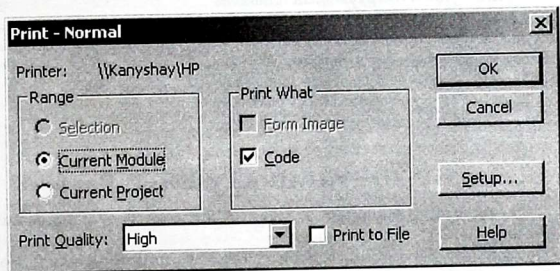 Print - Normal
Printer: \\Kanyshay\HP
OK
Range
Print What
Cancel
Selection
Form Image
Current Module
Code
Setup...
Current Project
Print Quality: High
Print to File
Help